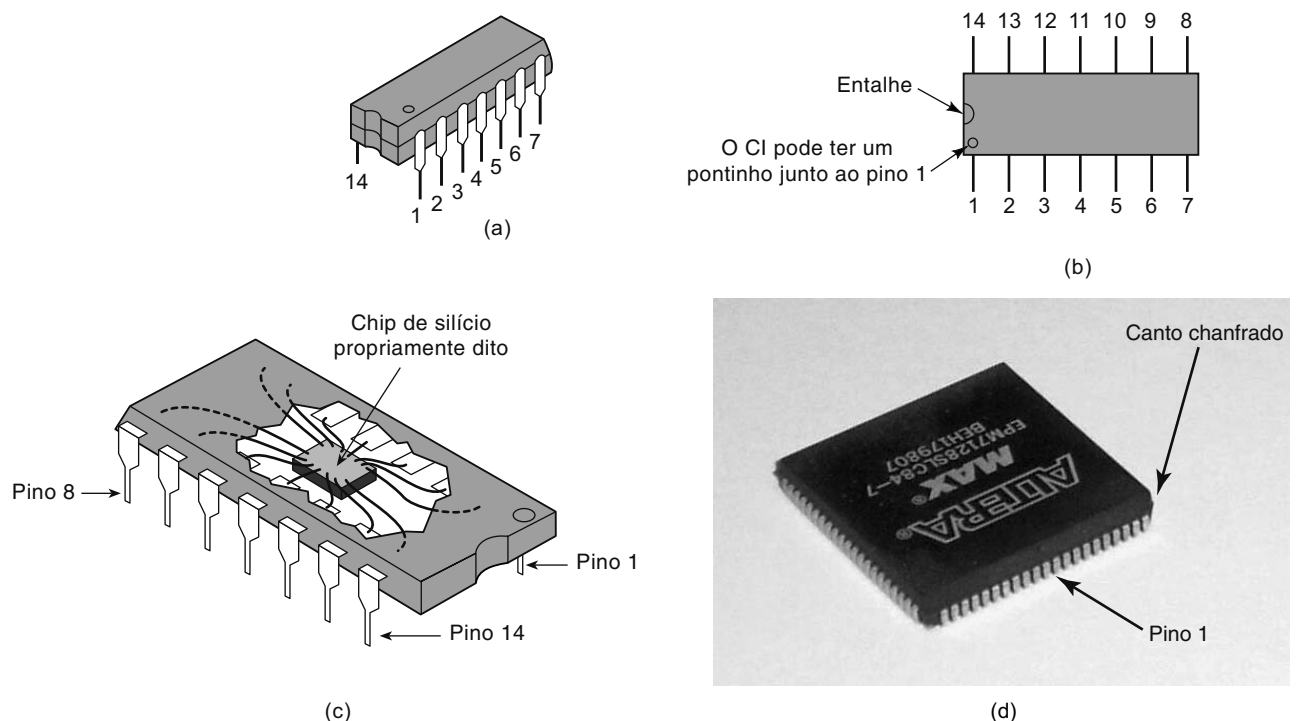 14
1
2
3
4
5
6
7
(a)
14 13 12 11 10 9 8
Entalhe
O CI pode ter um
pontinho junto ao pino 1
1 2 3 4 5 6 7
(b)
Chip de silício
propriamente dito
Pino 8
Pino 1
Pino 14
(c)
Canto chanfrado
EPM7128SLC84-7
BEH179807
MAX®
ALTERA®
Pino 1
(d)